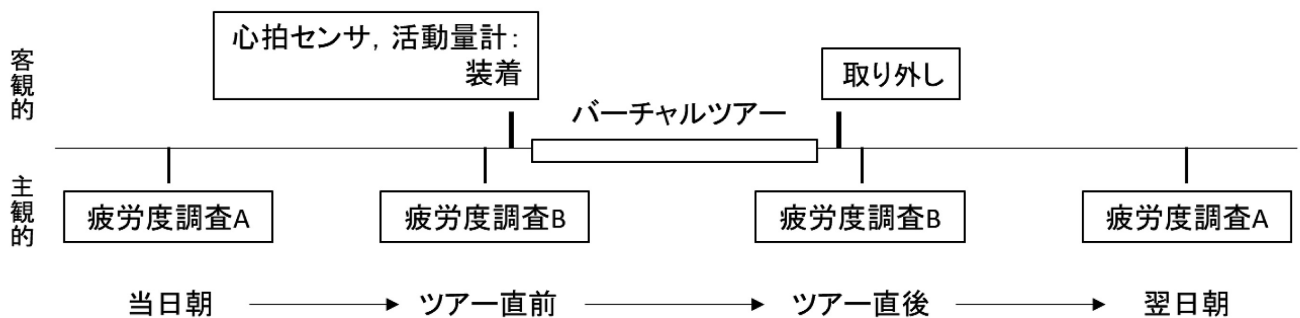 客観的
心拍センサ，活動量計：
装着
取り外し
バーチャルツアー
主観的
疲労度調査A
疲労度調査B
疲労度調査B
疲労度調査A
当日朝
ツアー直前
ツアー直後
翌日朝